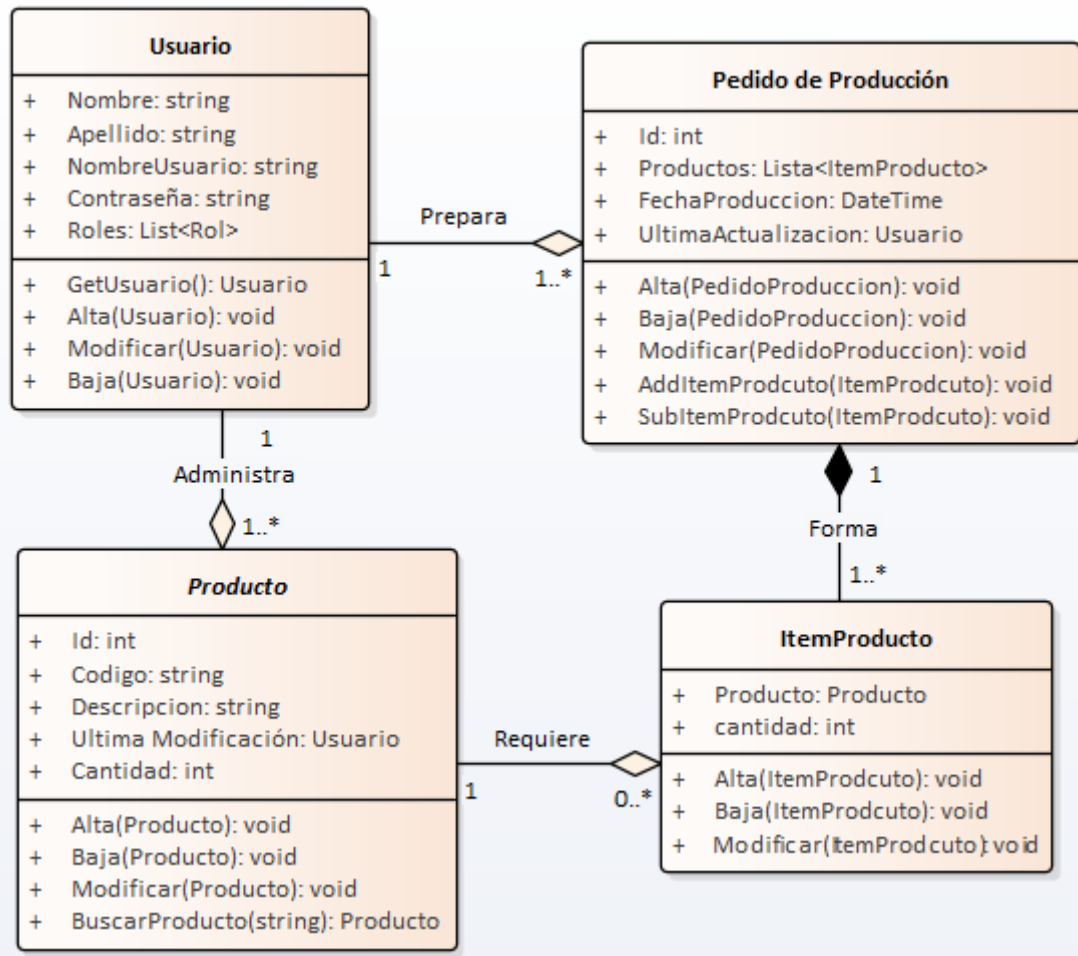 Usuario
+ Nombre: string
+ Apellido: string
+ NombreUsuario: string
+ Contraseña: string
+ Roles: List<Rol>
+ GetUsuario(): Usuario
+ Alta(Usuario): void
+ Modificar(Usuario): void
+ Baja(Usuario): void
Prepara
1
1..*
Pedido de Producción
+ Id: int
+ Productos: Lista<ItemProducto>
+ FechaProduccion: DateTime
+ UltimaActualizacion: Usuario
+ Alta(PedidoProduccion): void
+ Baja(PedidoProduccion): void
+ Modificar(PedidoProduccion): void
+ AddItemProdcuto(ItemProdcuto): void
+ SubItemProdcuto(ItemProdcuto): void
1
Administra
1..*
1
Forma
1..*
Producto
+ Id: int
+ Codigo: string
+ Descripcion: string
+ Ultima Modificación: Usuario
+ Cantidad: int
+ Alta(Producto): void
+ Baja(Producto): void
+ Modificar(Producto): void
+ BuscarProducto(string): Producto
Requiere
1
0..*
ItemProducto
+ Producto: Producto
+ cantidad: int
+ Alta(ItemProdcuto): void
+ Baja(ItemProdcuto): void
+ Modificar(ItemProdcuto): void